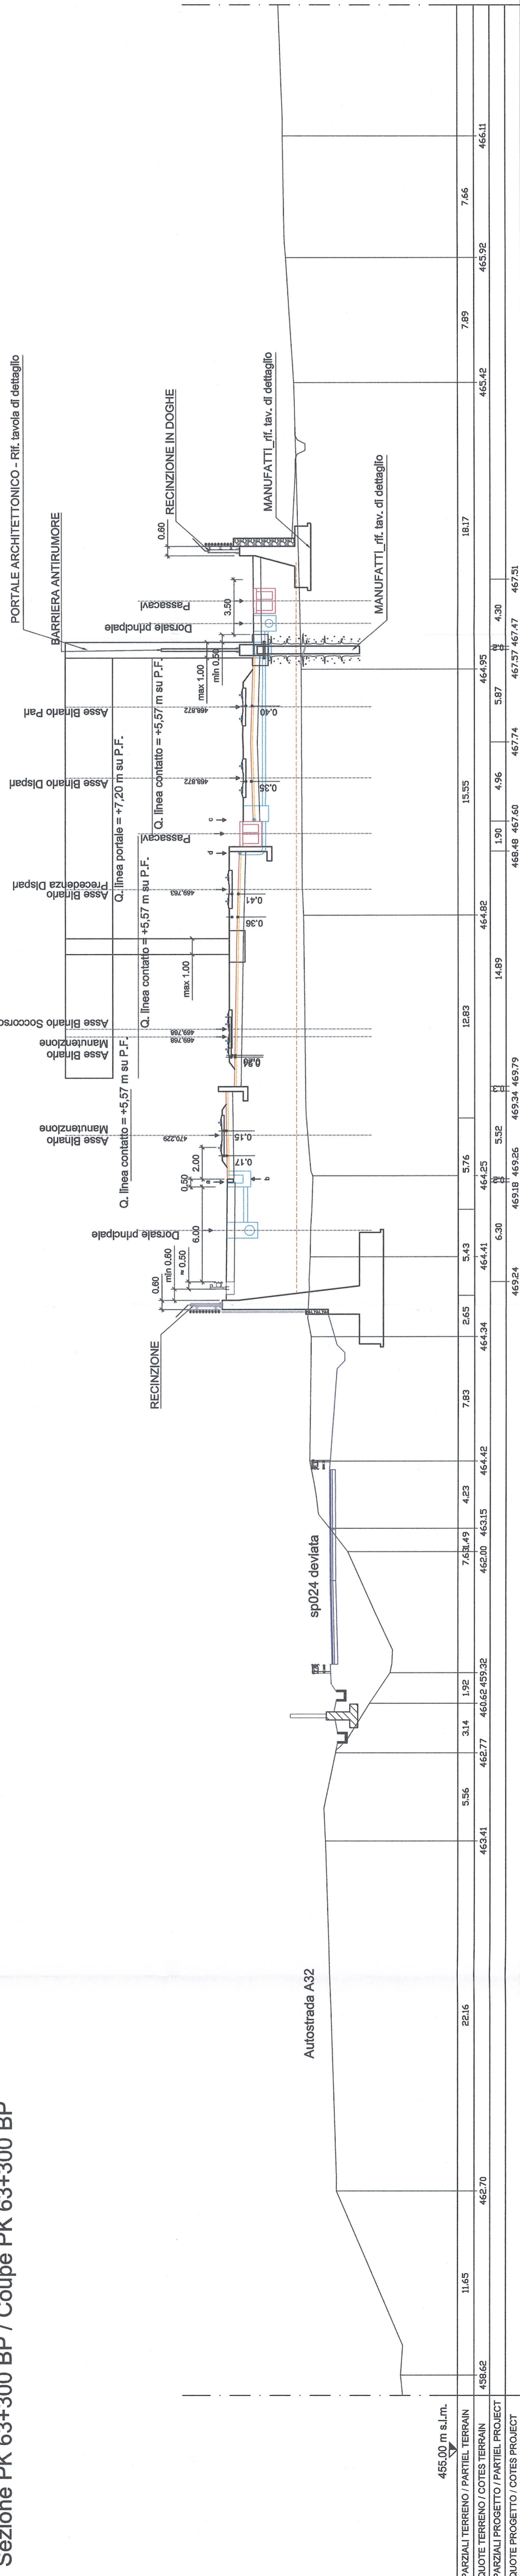 Sezione PK 63+300 BP / Coupe PK 63+300 BP
PORTALE ARCHITETTONICO - Rif. tavola di dettaglio
BARRIERA ANTIRUMORE
RECINZIONE IN DOGHE
MANUFATTI_rif. tav. di dettaglio
MANUFATTI_rif. tav. di dettaglio
RECINZIONE
Asse Binario Pari
Asse Binario Dispari
Asse Binario
Precedenza Dispari
Asse Binario Soccorso
Asse Binario
Manutenzione
Asse Binario
Manutenzione
Dorsale principale
Dorsale principale
Passacavi
Passacavi
Q. linea portale = +7,20 m su P.F.
Q. linea contatto = +5,57 m su P.F.
Q. linea contatto = +5,57 m su P.F.
Q. linea contatto = +5,57 m su P.F.
470.229
469.768
469.768
469.763
468.872
468.872
0.60
min 0.60
≈ 0.50
6.00
0.50
2.00
0.17
0.15
max 1.00
0.36
0.41
0.35
0.40
max 1.00
min 0.50
3.50
0.60
a
b
c
d
sp024 deviata
Autostrada A32
455.00 m s.l.m.
PARZIALI TERRENO / PARTIEL TERRAIN
11.65 22.16 5.56 3.14 1.92 7.63 1.49 4.23 7.83 2.65 5.43 5.76 12.83 15.55 18.17 7.89 7.66
QUOTE TERRENO / COTES TERRAIN
458.62 462.70 463.41 462.77 460.62 459.32 462.00 463.15 464.42 464.34 464.41 464.25 464.82 464.95 465.42 465.92 466.11
PARZIALI PROGETTO / PARTIEL PROJECT
6.30 5.52 14.89 1.90 4.96 5.87 4.30
QUOTE PROGETTO / COTES PROJECT
469.24 469.18 469.26 469.34 469.79 468.48 467.60 467.74 467.57 467.47 467.51